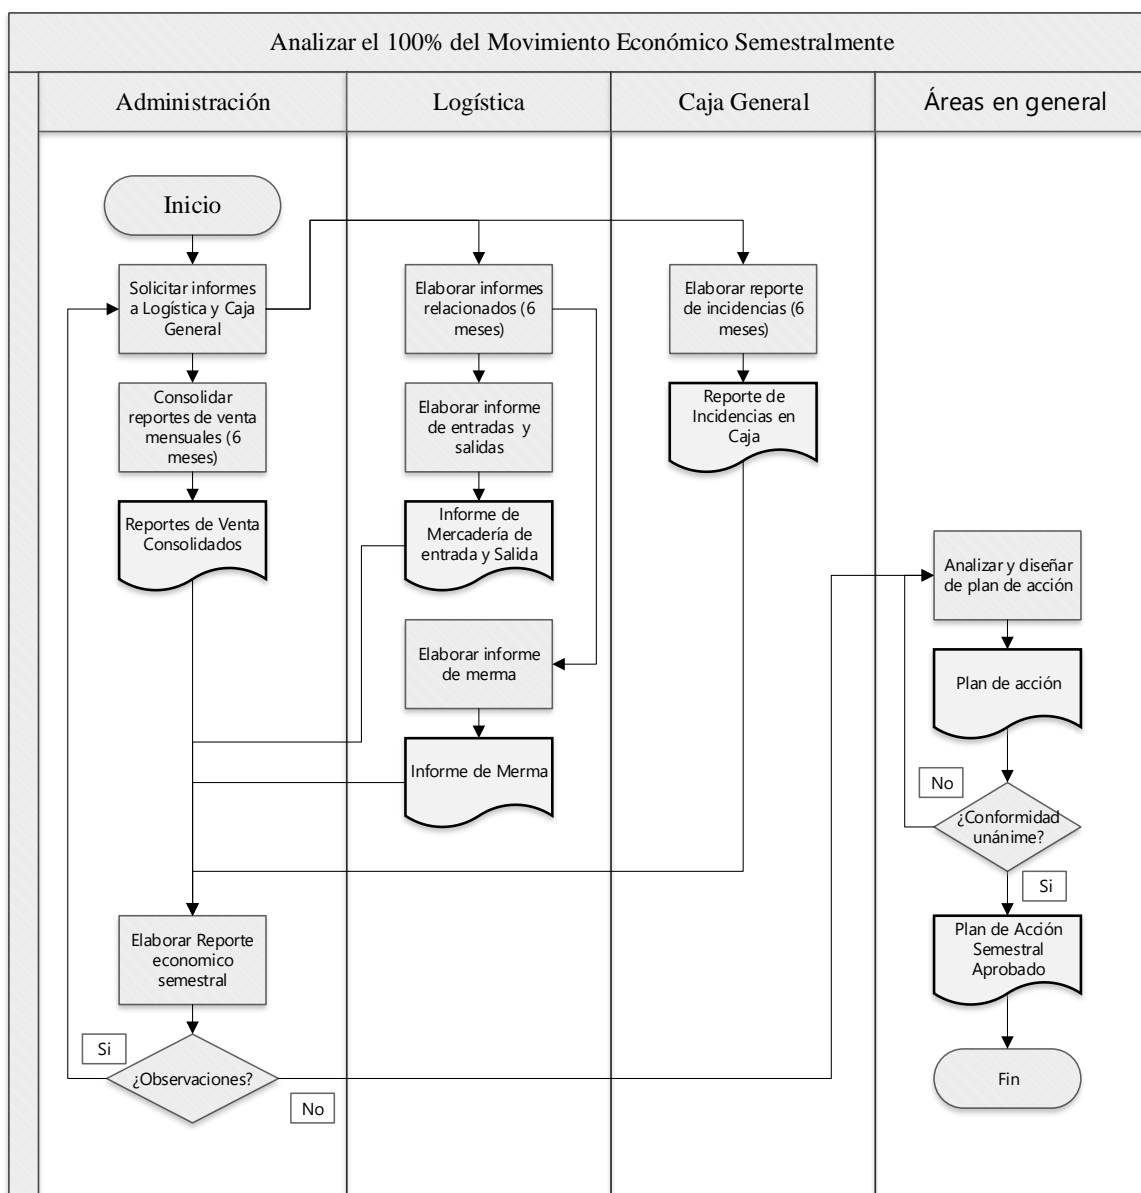 Analizar el 100% del Movimiento Económico Semestralmente
Administración
Logística
Caja General
Áreas en general
Inicio
Solicitar informes
a Logística y Caja
General
Consolidar
reportes de venta
mensuales (6
meses)
Reportes de Venta
Consolidados
Elaborar Reporte
economico
semestral
Si
¿Observaciones?
No
Elaborar informes
relacionados (6
meses)
Elaborar informe
de entradas y
salidas
Informe de
Mercadería de
entrada y Salida
Elaborar informe
de merma
Informe de Merma
Elaborar reporte
de incidencias (6
meses)
Reporte de
Incidencias en
Caja
Analizar y diseñar
de plan de acción
Plan de acción
No
¿Conformidad
unánime?
Si
Plan de Acción
Semestral
Aprobado
Fin